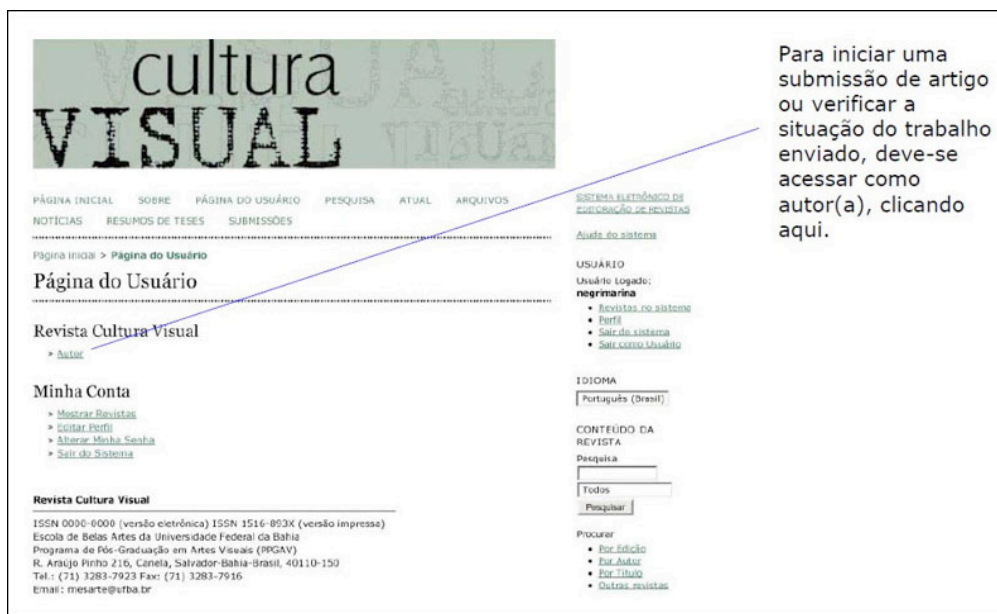 cultura
VISUAL
PÁGINA INICIAL SOBRE PÁGINA DO USUÁRIO PESQUISA ATUAL ARQUIVOS
NOTÍCIAS RESUMOS DE TESES SUBMISSÕES
Página inicial > Página do Usuário
Página do Usuário
Revista Cultura Visual
» Autor
Minha Conta
» Mostrar Revistas
» Editar Perfil
» Alterar Minha Senha
» Sair do Sistema
Revista Cultura Visual
ISSN 0000-0000 (versão eletrônica) ISSN 1516-893X (versão impressa)
Escola de Belas Artes da Universidade Federal da Bahia
Programa de Pós-Graduação em Artes Visuais (PPGAV)
R. Araújo Pinho 216, Canela, Salvador-Bahia-Brasil, 40110-150
Tel.: (71) 3283-7923 Fax: (71) 3283-7916
Email: mesarte@ufba.br
SISTEMA ELETRÔNICO DE
EDITORAÇÃO DE REVISTAS
Ajuda do sistema
USUÁRIO
Usuário Logado:
negrimarina
• Revistas no sistema
• Perfil
• Sair do sistema
• Sair como Usuário
IDIOMA
Português (Brasil)
CONTEÚDO DA
REVISTA
Pesquisa
Todos
Pesquisar
Procurar
• Por Edição
• Por Autor
• Por Título
• Outras revistas
Para iniciar uma
submissão de artigo
ou verificar a
situação do trabalho
enviado, deve-se
acessar como
autor(a), clicando
aqui.